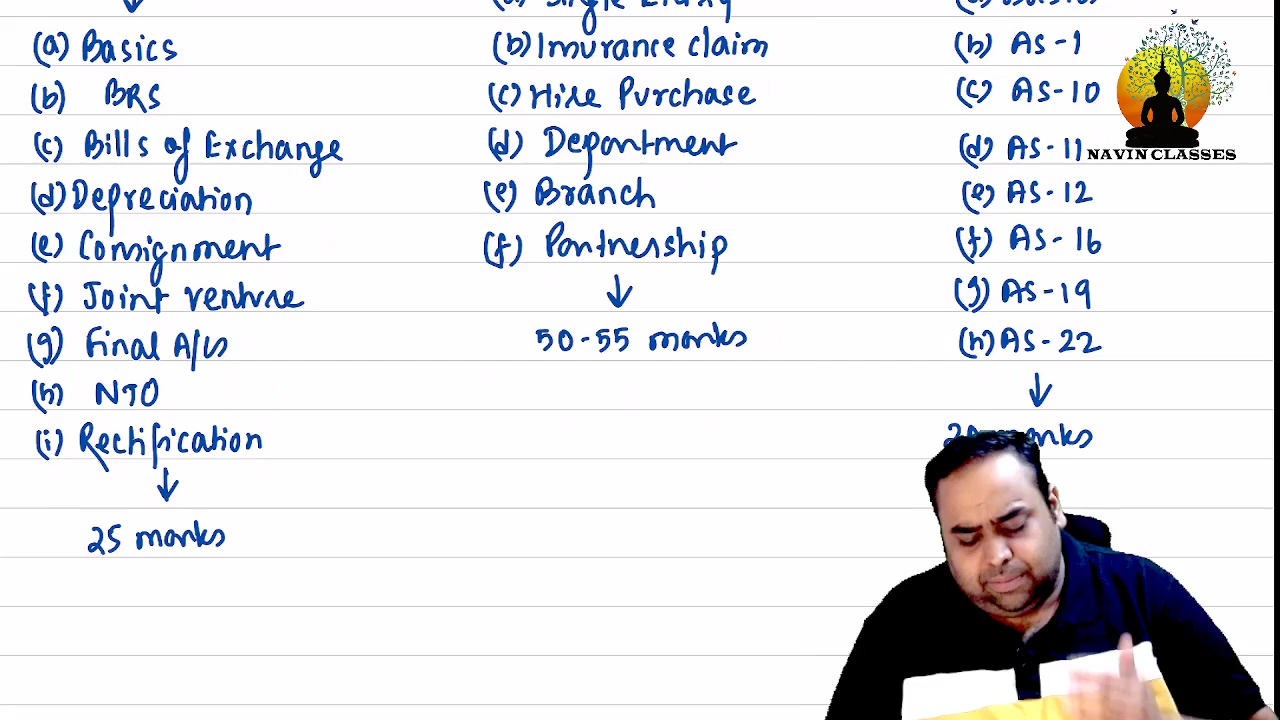 (a) Basics
(b) BRS
(c) Bills of Exchange
(d) Depreciation
(e) Consignment
(f) Joint venture
(g) Final A/cs
(h) NTO
(i) Rectification
↓
25 marks
(b) Insurance claim
(c) Hire Purchase
(d) Department
(e) Branch
(f) Partnership
↓
50-55 marks
(b) AS-1
(c) AS-10
(d) AS-11
(e) AS-12
(f) AS-16
(g) AS-19
(h) AS-22
↓
marks
NAVIN CLASSES